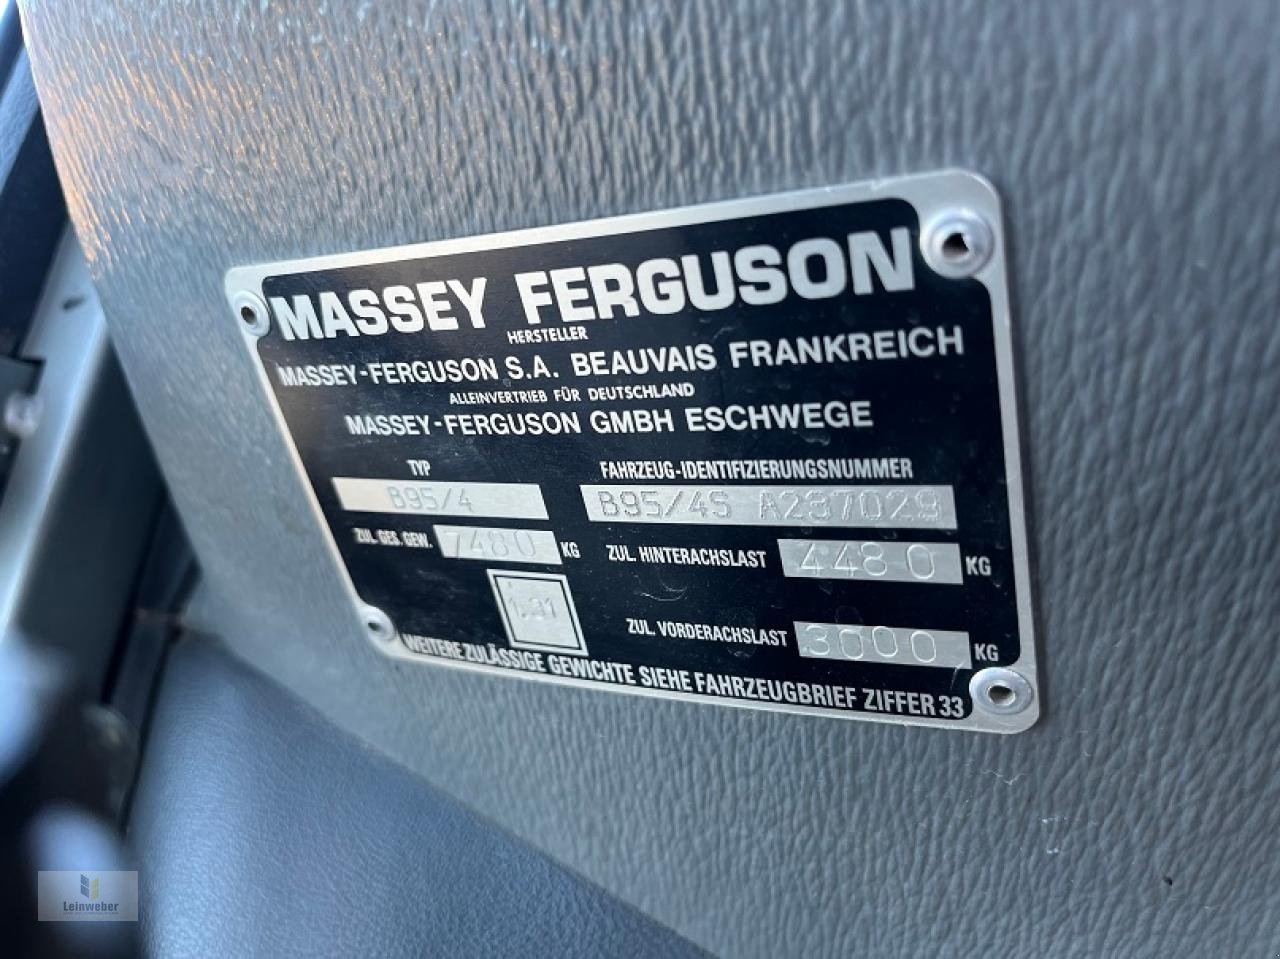 MASSEY FERGUSON
HERSTELLER
MASSEY-FERGUSON S.A. BEAUVAIS FRANKREICH
ALLEINVERTRIEB FÜR DEUTSCHLAND
MASSEY-FERGUSON GMBH ESCHWEGE
TYP FAHRZEUG-IDENTIFIZIERUNGSNUMMER
B95/4 B95/4S A237029
ZUL. GES. GEW. 7480 KG ZUL. HINTERACHSLAST 4480 KG
1.31 ZUL. VORDERACHSLAST 3000 KG
WEITERE ZULÄSSIGE GEWICHTE SIEHE FAHRZEUGBRIEF ZIFFER 33
Leinweber